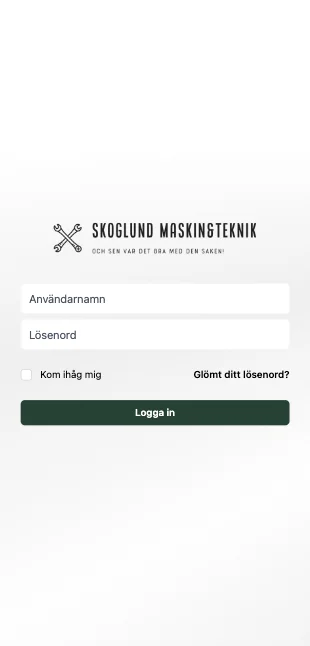 SKOGLUND MASKIN&TEKNIK
OCH SEN VAR DET BRA MED DEN SAKEN!
Användarnamn
Lösenord
Kom ihåg mig
Glömt ditt lösenord?
Logga in